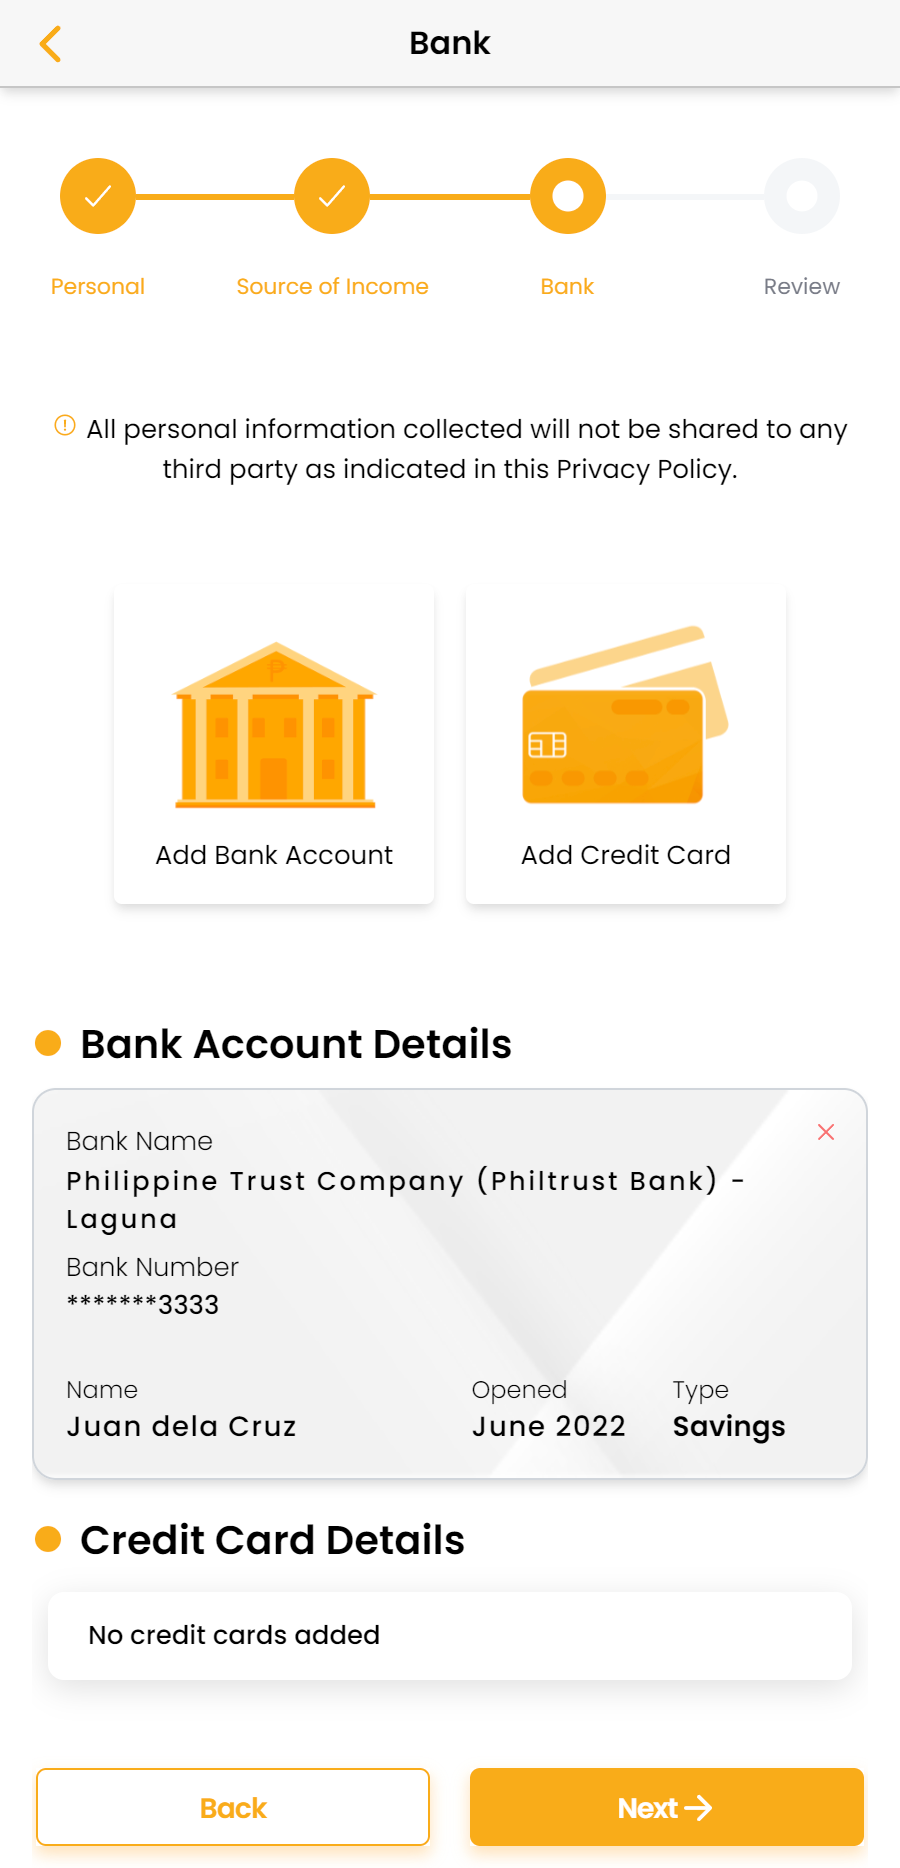 Bank
Personal
Source of Income
Bank
Review
All personal information collected will not be shared to any
third party as indicated in this Privacy Policy.
₱
Add Bank Account
Add Credit Card
Bank Account Details
Bank Name
Philippine Trust Company (Philtrust Bank) -
Laguna
Bank Number
*******3333
Name
Opened
Type
Juan dela Cruz
June 2022
Savings
Credit Card Details
No credit cards added
Back
Next